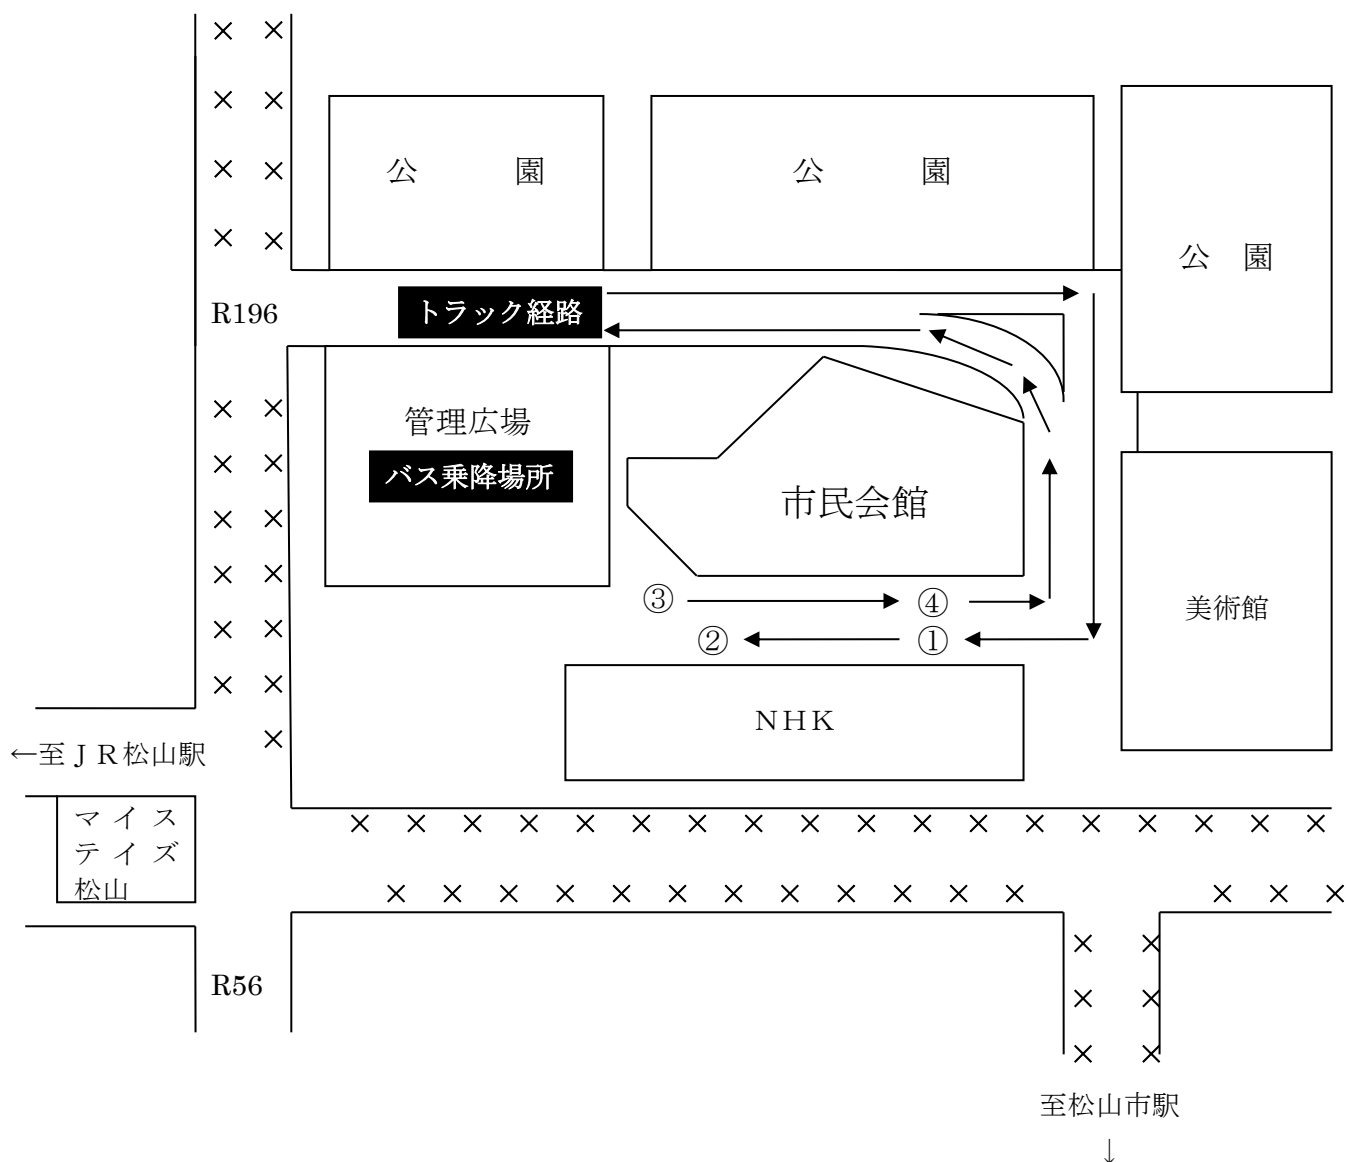 公　園
公　園
公　園
R196
トラック経路
管理広場
バス乗降場所
市民会館
③
④
②
①
美術館
NHK
←至ＪＲ松山駅
マイス
テイズ
松山
R56
至松山市駅
↓